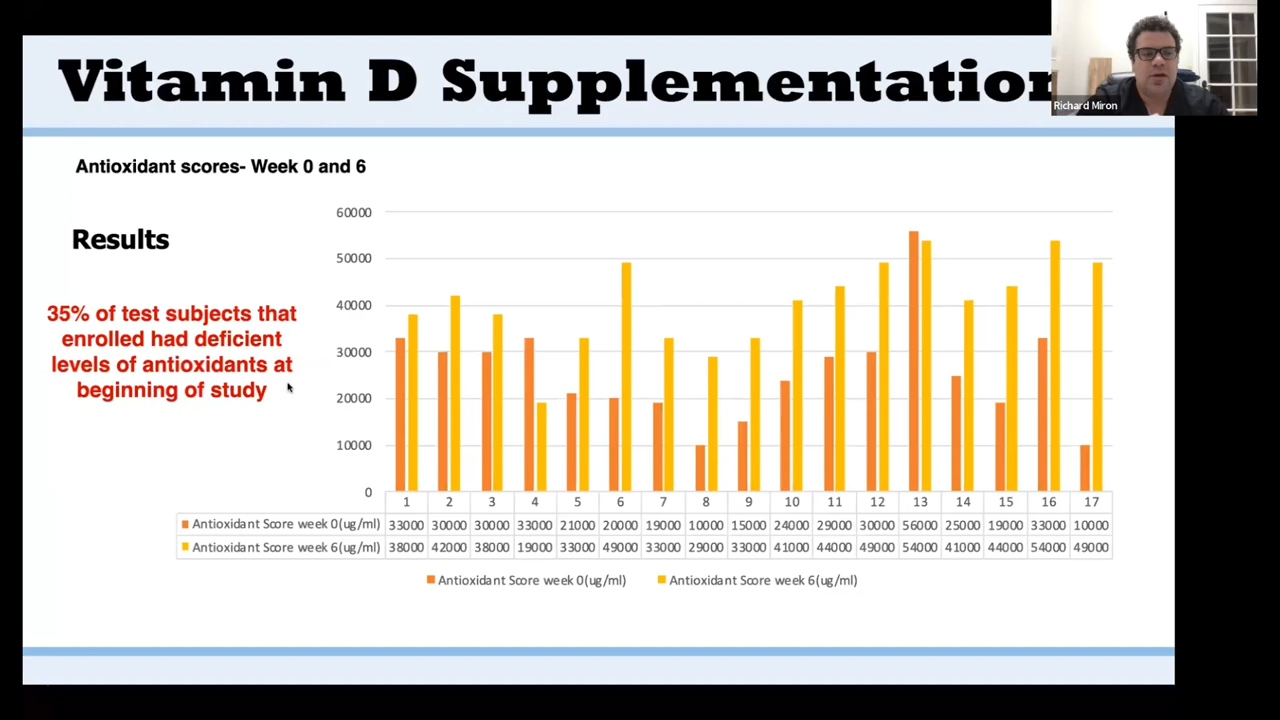 Vitamin D Supplementation
Richard Miron
Antioxidant scores- Week 0 and 6
Results
35% of test subjects that
enrolled had deficient
levels of antioxidants at
beginning of study
60000
50000
40000
30000
20000
10000
0
1 2 3 4 5 6 7 8 9 10 11 12 13 14 15 16 17
Antioxidant Score week 0(ug/ml) 33000 30000 30000 33000 21000 20000 19000 10000 15000 24000 29000 30000 56000 25000 19000 33000 10000
Antioxidant Score week 6(ug/ml) 38000 42000 38000 19000 33000 49000 33000 29000 33000 41000 44000 49000 54000 41000 44000 54000 49000
Antioxidant Score week 0(ug/ml) Antioxidant Score week 6(ug/ml)